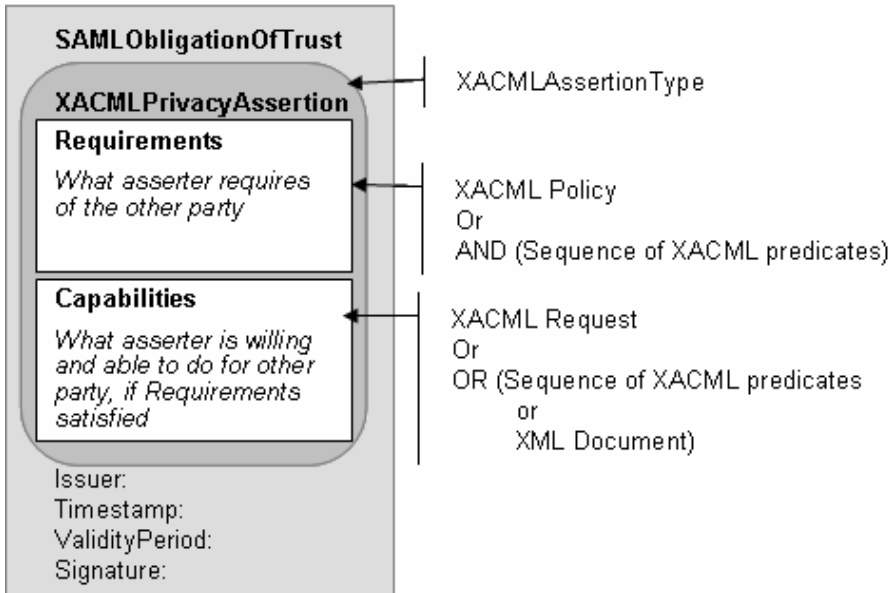 SAMLObligationOfTrust
XACMLPrivacyAssertion
Requirements
What asserter requires
of the other party
Capabilities
What asserter is willing
and able to do for other
party, if Requirements
satisfied
Issuer:
Timestamp:
ValidityPeriod:
Signature:
XACMLAssertionType
XACML Policy
Or
AND (Sequence of XACML predicates)
XACML Request
Or
OR (Sequence of XACML predicates
or
XML Document)